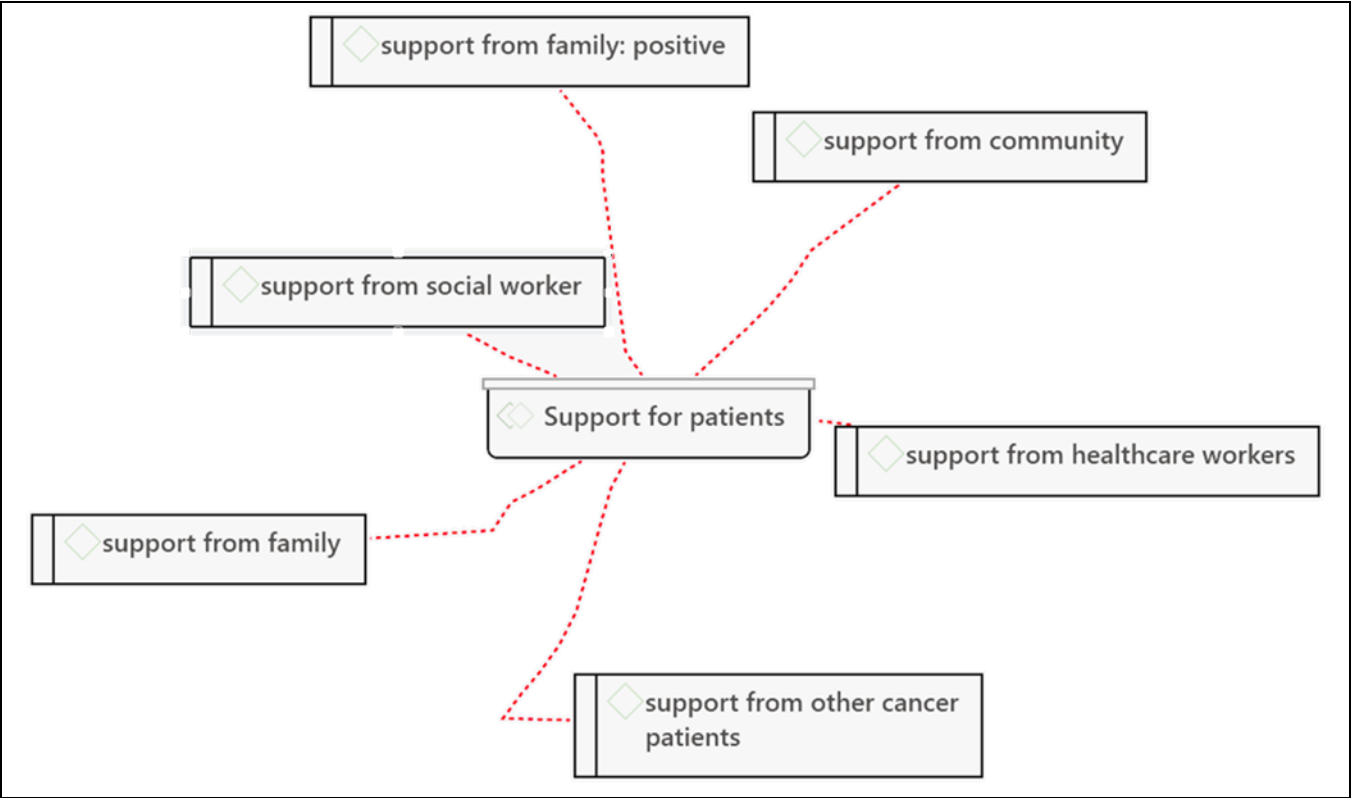 support from family: positive
support from community
support from social worker
Support for patients
support from healthcare workers
support from family
support from other cancer
patients